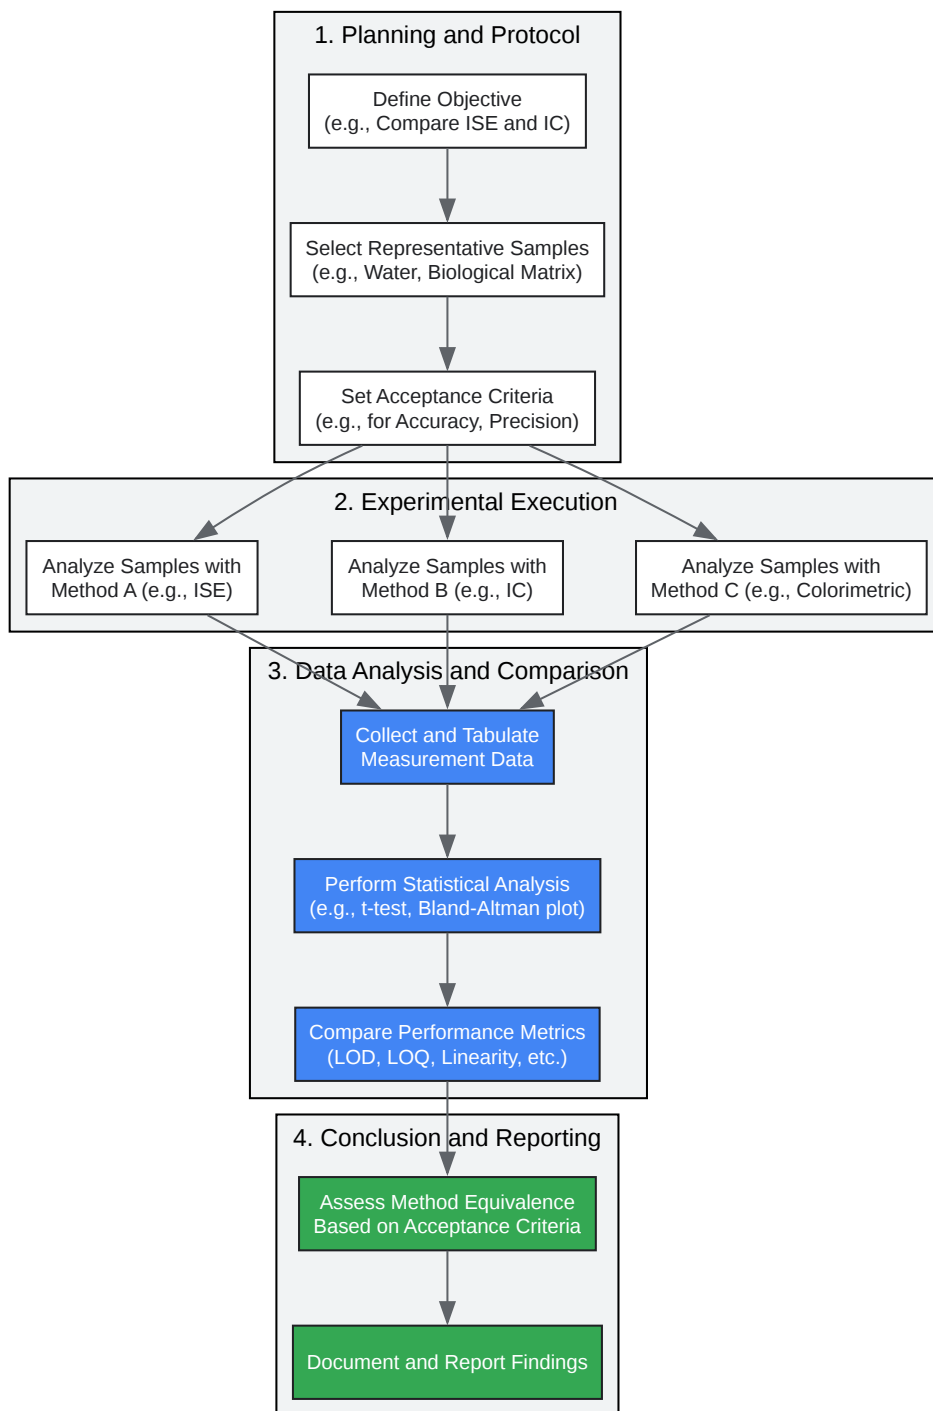 1. Planning and Protocol
Define Objective
(e.g., Compare ISE and IC)
Select Representative Samples
(e.g., Water, Biological Matrix)
Set Acceptance Criteria
(e.g., for Accuracy, Precision)
2. Experimental Execution
Analyze Samples with
Method A (e.g., ISE)
Analyze Samples with
Method B (e.g., IC)
Analyze Samples with
Method C (e.g., Colorimetric)
3. Data Analysis and Comparison
Collect and Tabulate
Measurement Data
Perform Statistical Analysis
(e.g., t-test, Bland-Altman plot)
Compare Performance Metrics
(LOD, LOQ, Linearity, etc.)
4. Conclusion and Reporting
Assess Method Equivalence
Based on Acceptance Criteria
Document and Report Findings